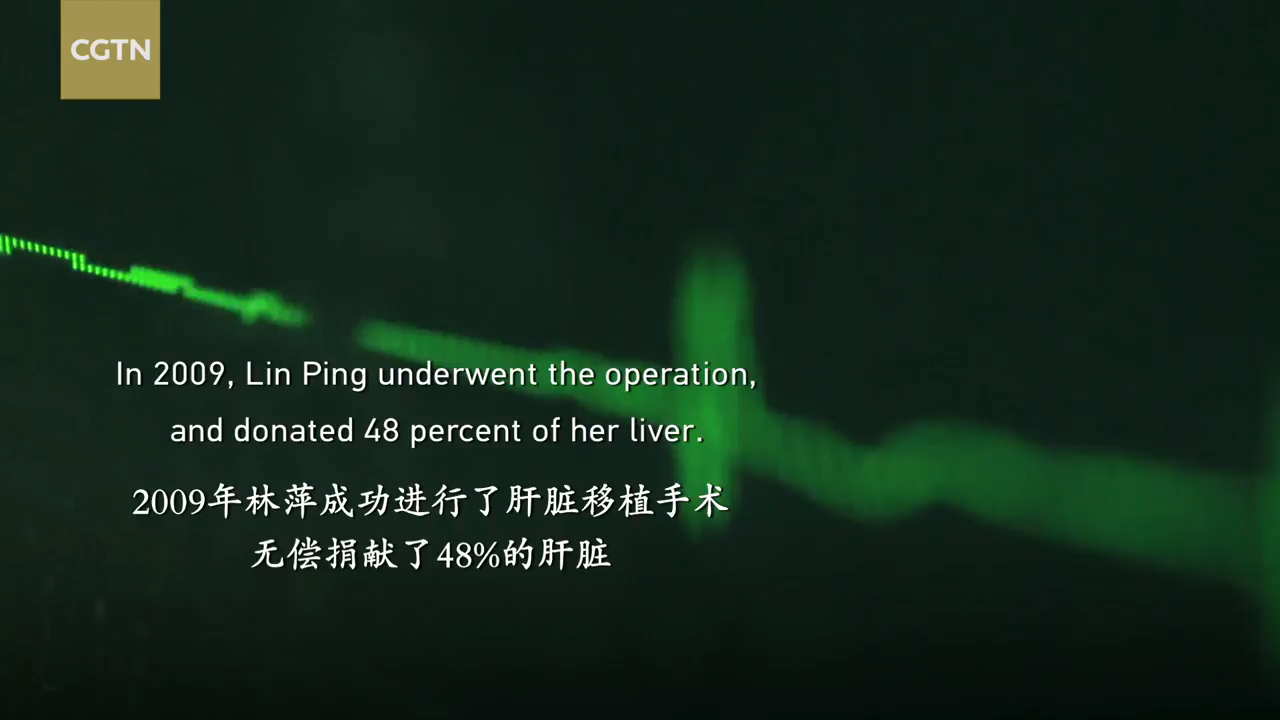 CGTN
In 2009, Lin Ping underwent the operation,
and donated 48 percent of her liver.
2009年林萍成功进行了肝脏移植手术
无偿捐献了48%的肝脏